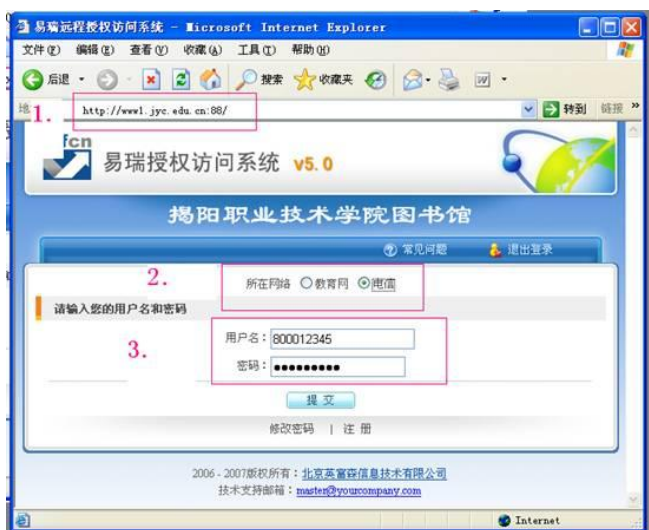 易瑞远程授权访问系统 - Microsoft Internet Explorer
文件(F) 编辑(E) 查看(V) 收藏(A) 工具(T) 帮助(H)
后退 搜索 收藏夹
1. http://www1.jyc.edu.cn:88/ 转到 链接 »
fcn
易瑞授权访问系统 v5.0
揭阳职业技术学院图书馆
常见问题 退出登录
2. 所在网络 教育网 电信
请输入您的用户名和密码
用户名：800012345
3.
密码：●●●●●●●●●
提 交
修改密码 | 注 册
2006 - 2007版权所有：北京英富森信息技术有限公司
技术支持邮箱：master@yourcompany.com
Internet